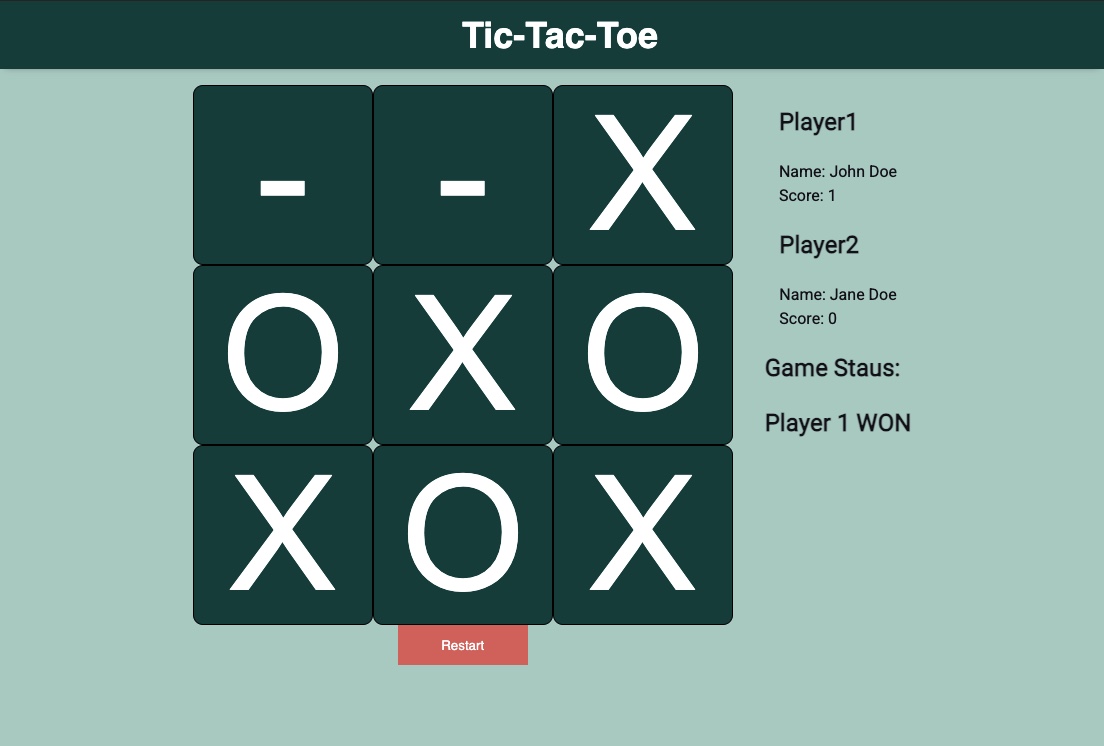 Tic-Tac-Toe
- - X
O X O
X O X
Restart
Player1
Name: John Doe
Score: 1
Player2
Name: Jane Doe
Score: 0
Game Staus:
Player 1 WON